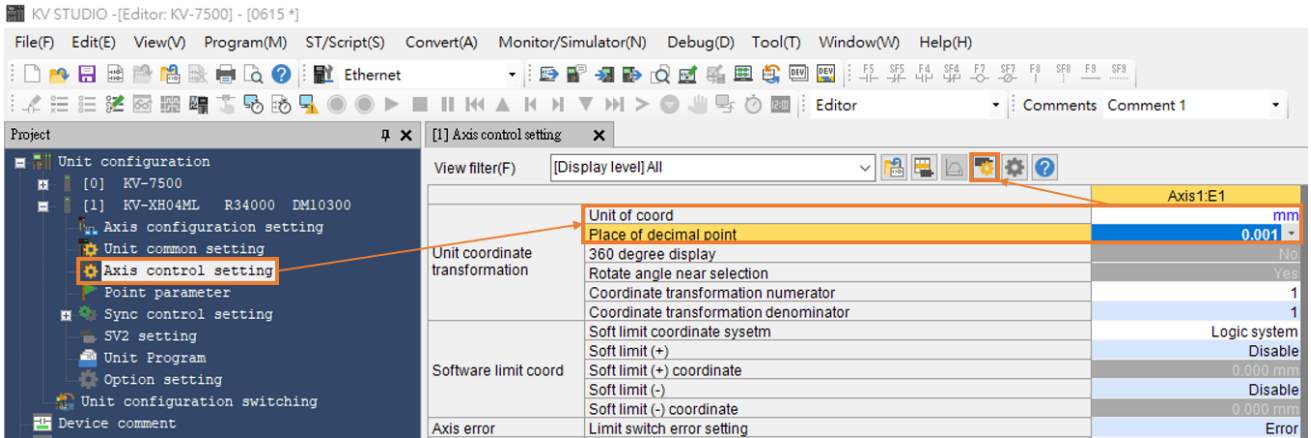 KV STUDIO -[Editor: KV-7500] - [0615 *]
File(F) Edit(E) View(V) Program(M) ST/Script(S) Convert(A) Monitor/Simulator(N) Debug(D) Tool(T) Window(W) Help(H)
Ethernet DEV DEV F5 SF5 F4 SF4 F7 SF7 F8 SF8 F9 SF9
Editor Comments Comment 1
Project
[1] Axis control setting
Unit configuration
[0] KV-7500
[1] KV-XH04ML R34000 DM10300
Axis configuration setting
Unit common setting
Axis control setting
Point parameter
Sync control setting
SV2 setting
Unit Program
Option setting
Unit configuration switching
Device comment
View filter(F) [Display level] All
Axis1:E1
Unit coordinate transformation
Unit of coord mm
Place of decimal point 0.001
360 degree display No
Rotate angle near selection Yes
Coordinate transformation numerator 1
Coordinate transformation denominator 1
Software limit coord
Soft limit coordinate sysetm Logic system
Soft limit (+) Disable
Soft limit (+) coordinate 0.000 mm
Soft limit (-) Disable
Soft limit (-) coordinate 0.000 mm
Axis error Limit switch error setting Error